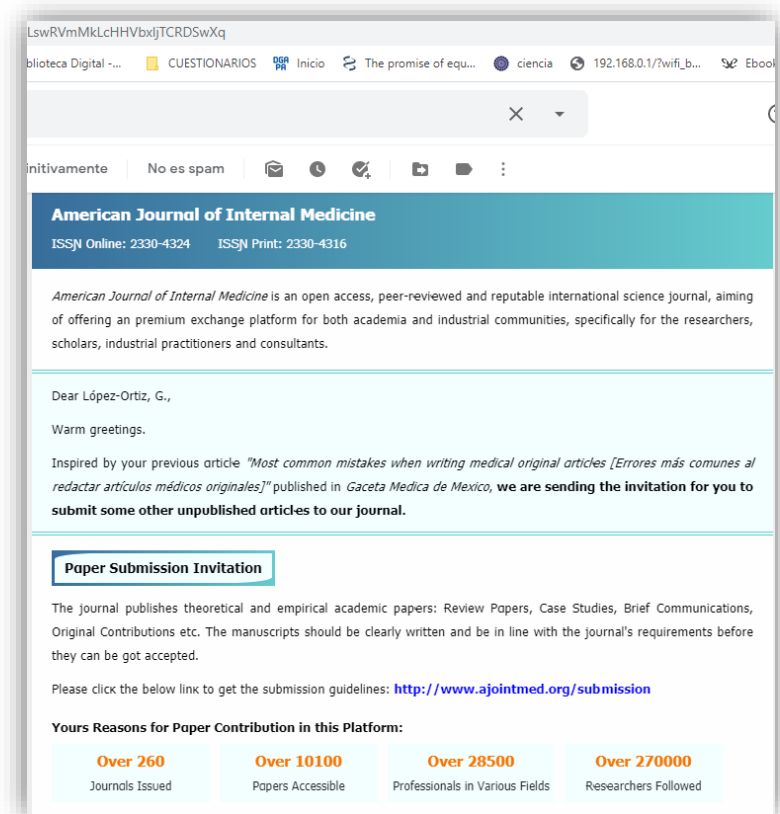 LswRVmMkLcHHVbxljTCRDSwXq
blioteca Digital -... CUESTIONARIOS DGA PA Inicio The promise of equ... ciencia 192.168.0.1/?wifi_b... Ebook
initivamente No es spam
American Journal of Internal Medicine
ISSN Online: 2330-4324 ISSN Print: 2330-4316
American Journal of Internal Medicine is an open access, peer-reviewed and reputable international science journal, aiming
of offering an premium exchange platform for both academia and industrial communities, specifically for the researchers,
scholars, industrial practitioners and consultants.
Dear López-Ortiz, G.,
Warm greetings.
Inspired by your previous article "Most common mistakes when writing medical original articles [Errores más comunes al
redactar artículos médicos originales]" published in Gaceta Medica de Mexico, we are sending the invitation for you to
submit some other unpublished articles to our journal.
Paper Submission Invitation
The journal publishes theoretical and empirical academic papers: Review Papers, Case Studies, Brief Communications,
Original Contributions etc. The manuscripts should be clearly written and be in line with the journal's requirements before
they can be got accepted.
Please click the below link to get the submission guidelines: http://www.ajointmed.org/submission
Yours Reasons for Paper Contribution in this Platform:
Over 260 Over 10100 Over 28500 Over 270000
Journals Issued Papers Accessible Professionals in Various Fields Researchers Followed